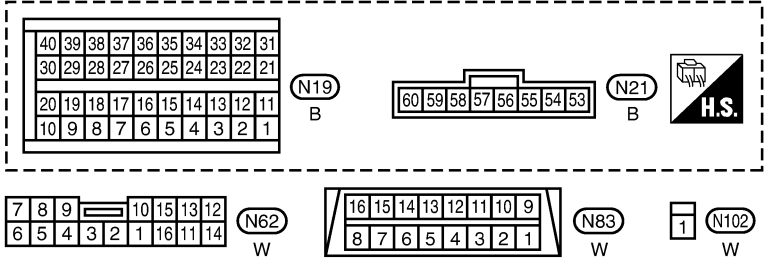 40 39 38 37 36 35 34 33 32 31
30 29 28 27 26 25 24 23 22 21
20 19 18 17 16 15 14 13 12 11
10 9 8 7 6 5 4 3 2 1
N19
B
60 59 58 57 56 55 54 53
N21
B
H.S.
7 8 9 10 15 13 12
6 5 4 3 2 1 16 11 14
N62
W
16 15 14 13 12 11 10 9
8 7 6 5 4 3 2 1
N83
W
1
N102
W